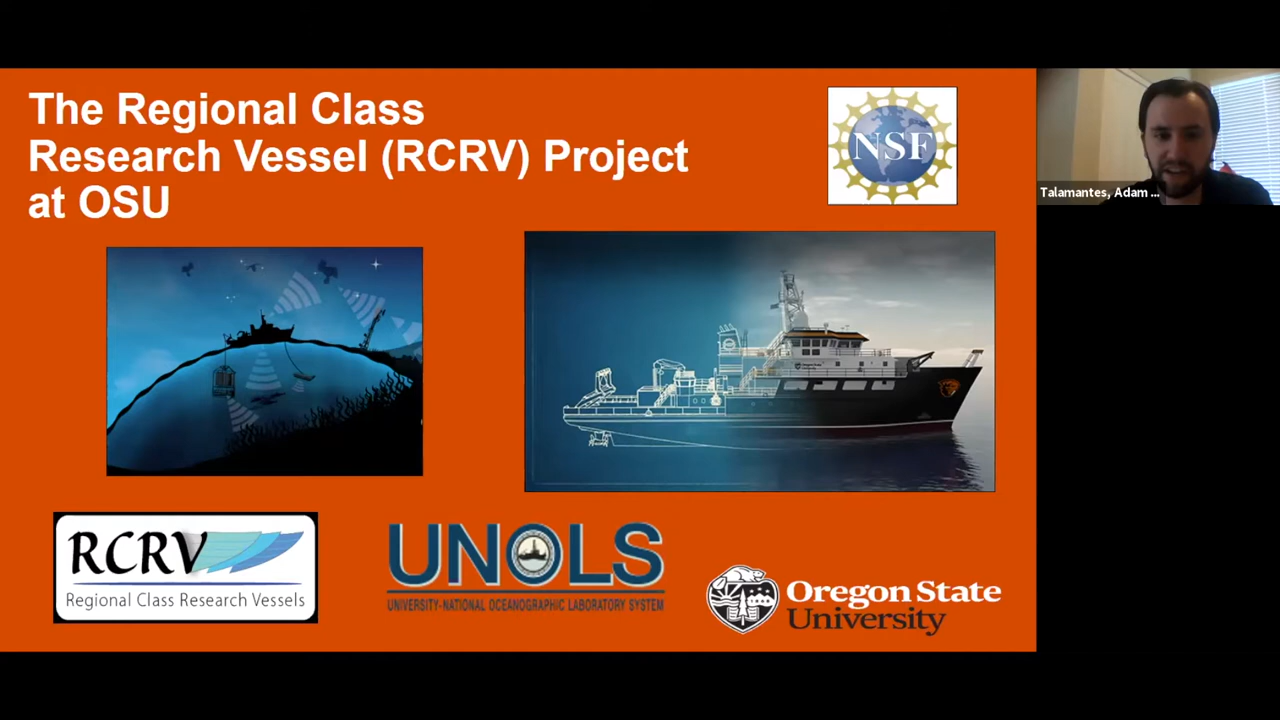 The Regional Class
Research Vessel (RCRV) Project
at OSU
NSF
Talamantes, Adam ...
RCRV
Regional Class Research Vessels
UNOLS
UNIVERSITY-NATIONAL OCEANOGRAPHIC LABORATORY SYSTEM
Oregon State
University